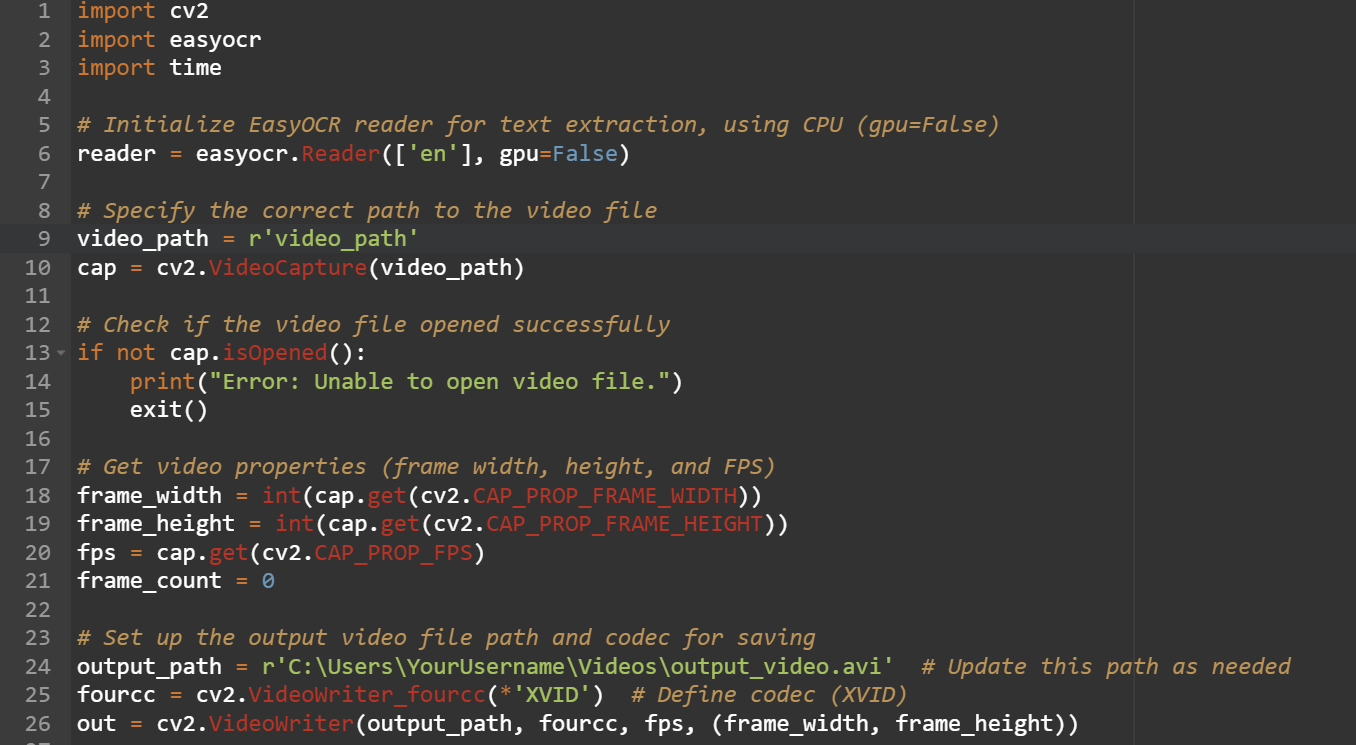 1 import cv2
2 import easyocr
3 import time
4
5 # Initialize EasyOCR reader for text extraction, using CPU (gpu=False)
6 reader = easyocr.Reader(['en'], gpu=False)
7
8 # Specify the correct path to the video file
9 video_path = r'video_path'
10 cap = cv2.VideoCapture(video_path)
11
12 # Check if the video file opened successfully
13 if not cap.isOpened():
14     print("Error: Unable to open video file.")
15     exit()
16
17 # Get video properties (frame width, height, and FPS)
18 frame_width = int(cap.get(cv2.CAP_PROP_FRAME_WIDTH))
19 frame_height = int(cap.get(cv2.CAP_PROP_FRAME_HEIGHT))
20 fps = cap.get(cv2.CAP_PROP_FPS)
21 frame_count = 0
22
23 # Set up the output video file path and codec for saving
24 output_path = r'C:\Users\YourUsername\Videos\output_video.avi'  # Update this path as needed
25 fourcc = cv2.VideoWriter_fourcc(*'XVID')  # Define codec (XVID)
26 out = cv2.VideoWriter(output_path, fourcc, fps, (frame_width, frame_height))